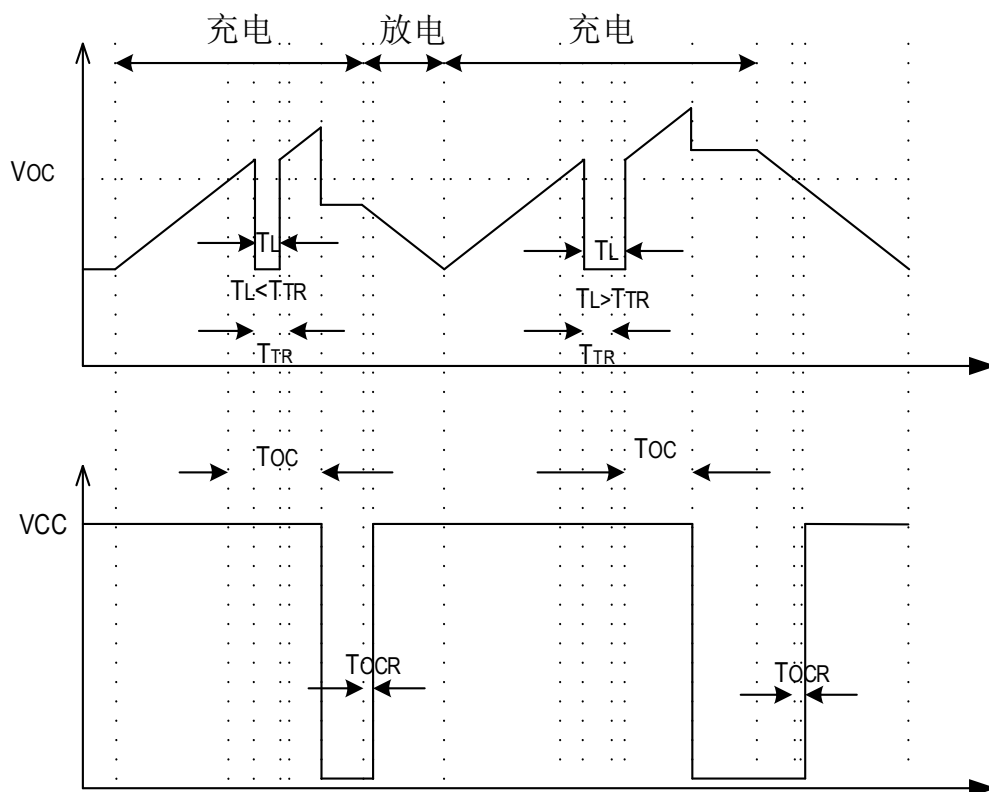 充电 放电 充电
VOC
TL TL
TL<TTR TL>TTR
TTR TTR
TOC TOC
VCC
TOCR TOCR